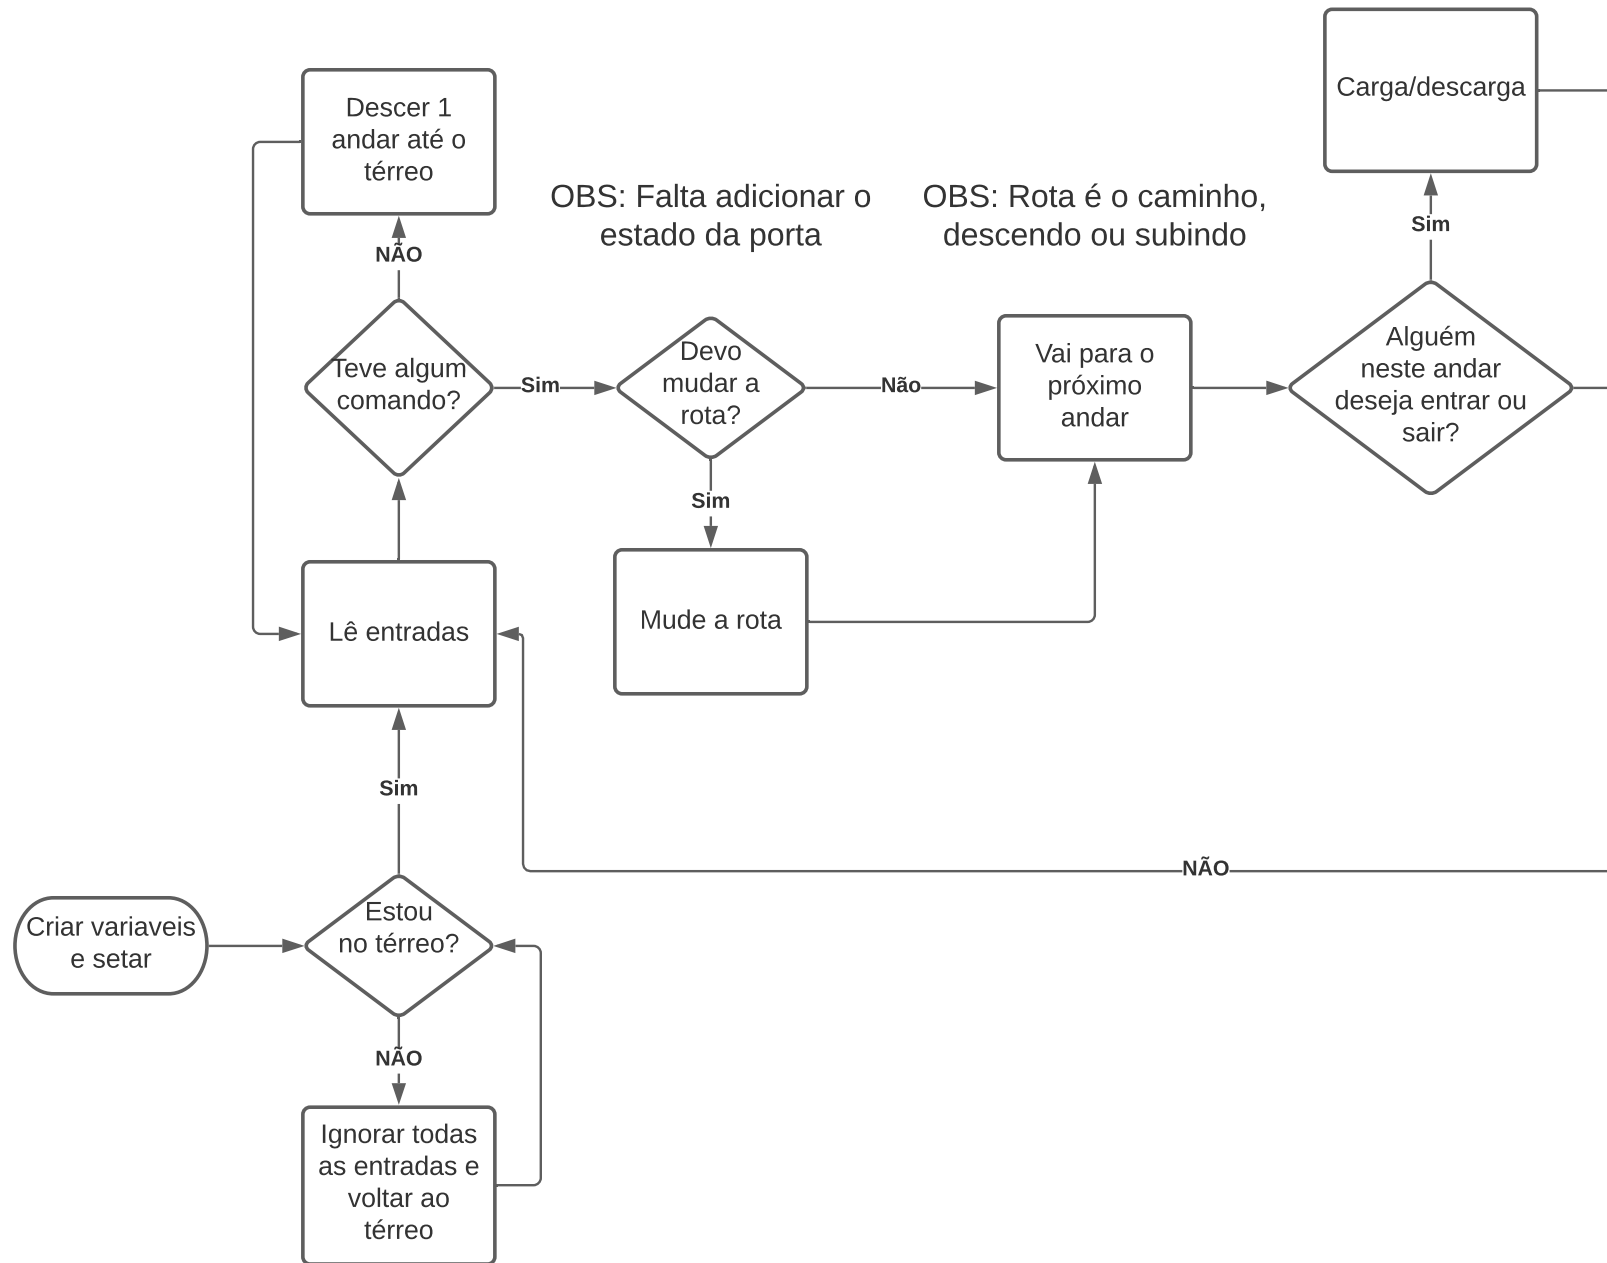 Carga/descarga
Descer 1
andar até o
térreo
OBS: Falta adicionar o
estado da porta
OBS: Rota é o caminho,
descendo ou subindo
Sim
NÃO
Alguém
neste andar
deseja entrar ou
sair?
Devo
mudar a
rota?
Vai para o
próximo
andar
Teve algum
comando?
Sim
Não
Sim
Mude a rota
Lê entradas
Sim
NÃO
Criar variaveis
e setar
Estou
no térreo?
NÃO
Ignorar todas
as entradas e
voltar ao
térreo